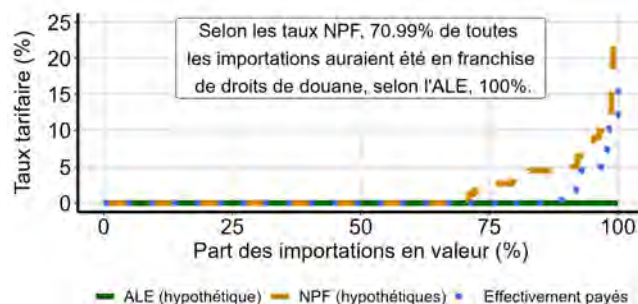 25
20
15
10
5
0
Taux tarifaire (%)
Selon les taux NPF, 70.99% de toutes
les importations auraient été en franchise
de droits de douane, selon l'ALE, 100%.
0 25 50 75 100
Part des importations en valeur (%)
ALE (hypothétique) NPF (hypothétiques) Effectivement payés